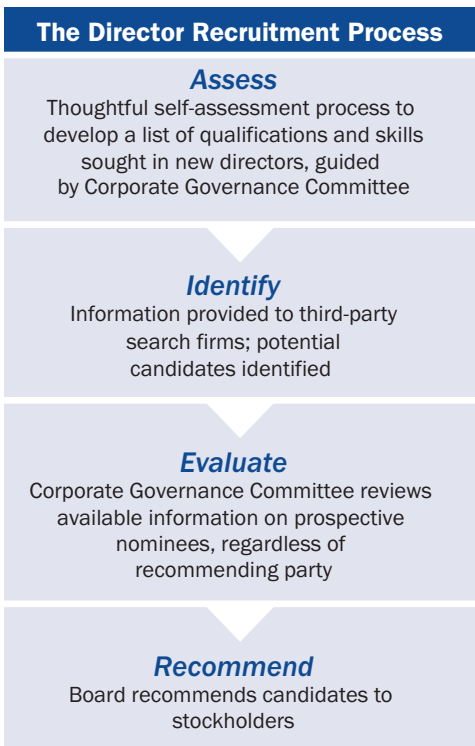 The Director Recruitment Process
Assess
Thoughtful self-assessment process to
develop a list of qualifications and skills
sought in new directors, guided
by Corporate Governance Committee
Identify
Information provided to third-party
search firms; potential
candidates identified
Evaluate
Corporate Governance Committee reviews
available information on prospective
nominees, regardless of
recommending party
Recommend
Board recommends candidates to
stockholders